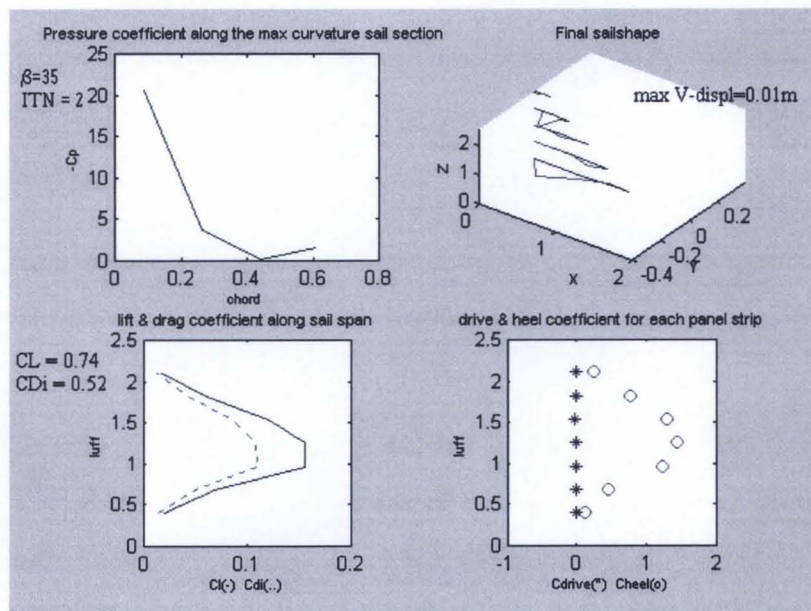 Pressure coefficient along the max curvature sail section
β=35
ITN = 2
25
20
15
10
5
0
-Cp
0
0.2
0.4
0.6
0.8
chord
Final sailshape
max V-displ=0.01m
2
1
0
Z
0
1
2
X
-0.4
-0.2
0
0.2
Y
lift & drag coefficient along sail span
CL = 0.74
CDi = 0.52
2.5
2
1.5
1
0.5
0
luff
0
0.1
0.2
Cl(-) Cdi(..)
drive & heel coefficient for each panel strip
2.5
2
1.5
1
0.5
0
luff
-1
0
1
2
Cdrive(*) Cheel(o)